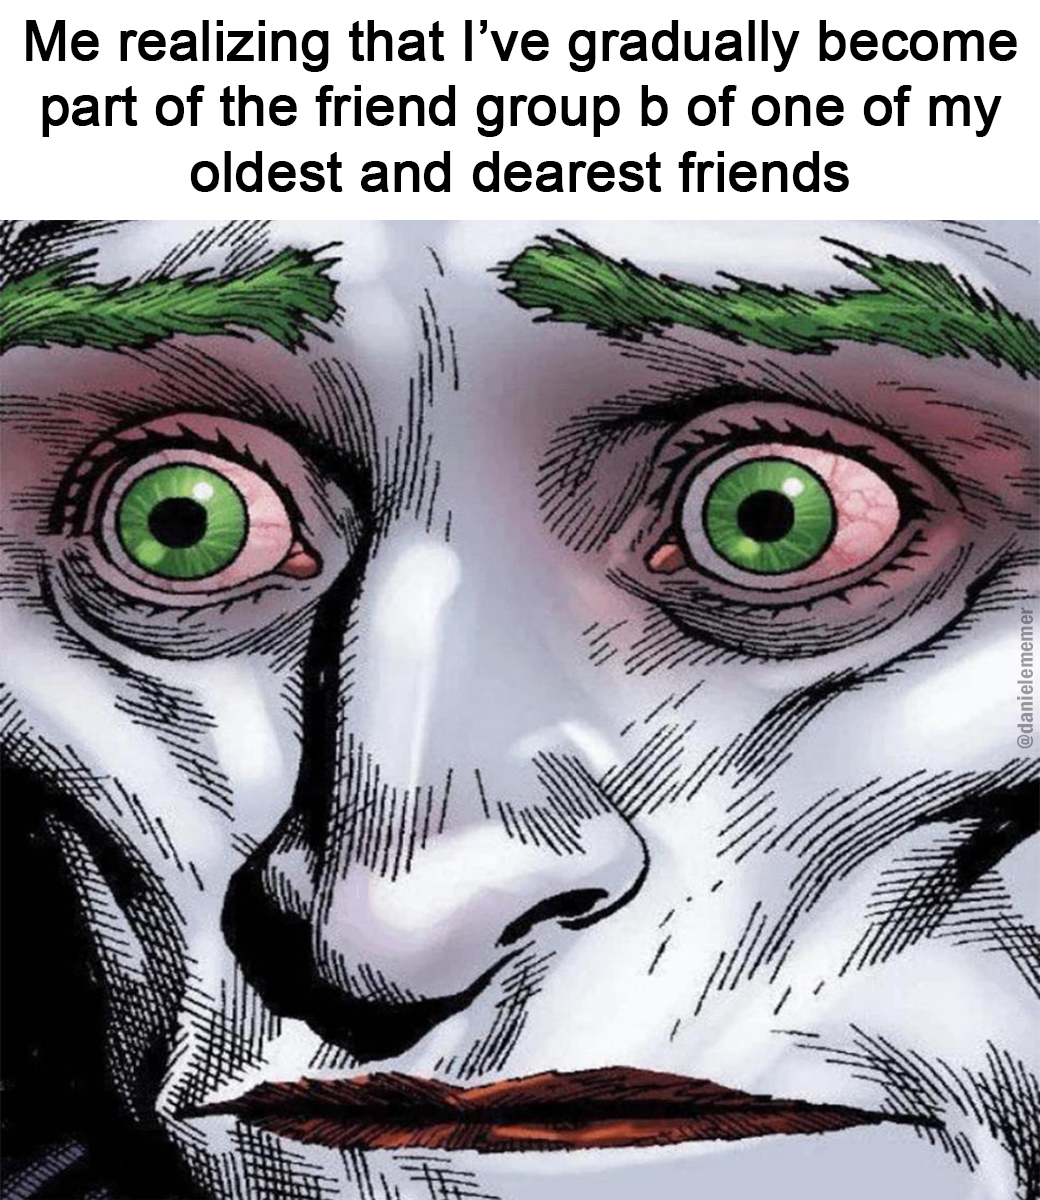 Me realizing that I’ve gradually become
part of the friend group b of one of my
oldest and dearest friends
@danielememer